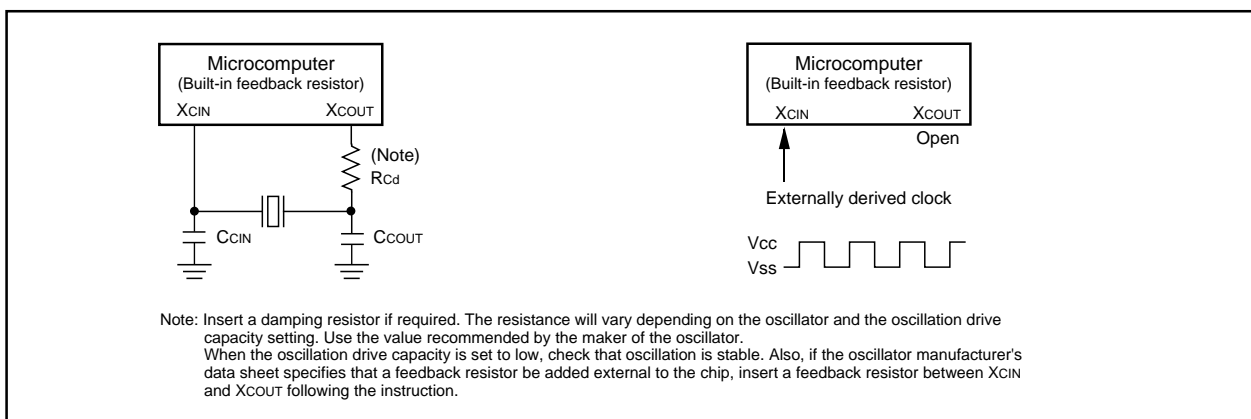 Microcomputer
(Built-in feedback resistor)
XCIN XCOUT
(Note)
RCd
CCIN CCOUT
Microcomputer
(Built-in feedback resistor)
XCIN XCOUT
Open
Externally derived clock
Vcc
Vss
Note: Insert a damping resistor if required. The resistance will vary depending on the oscillator and the oscillation drive
capacity setting. Use the value recommended by the maker of the oscillator.
When the oscillation drive capacity is set to low, check that oscillation is stable. Also, if the oscillator manufacturer's
data sheet specifies that a feedback resistor be added external to the chip, insert a feedback resistor between XCIN
and XCOUT following the instruction.